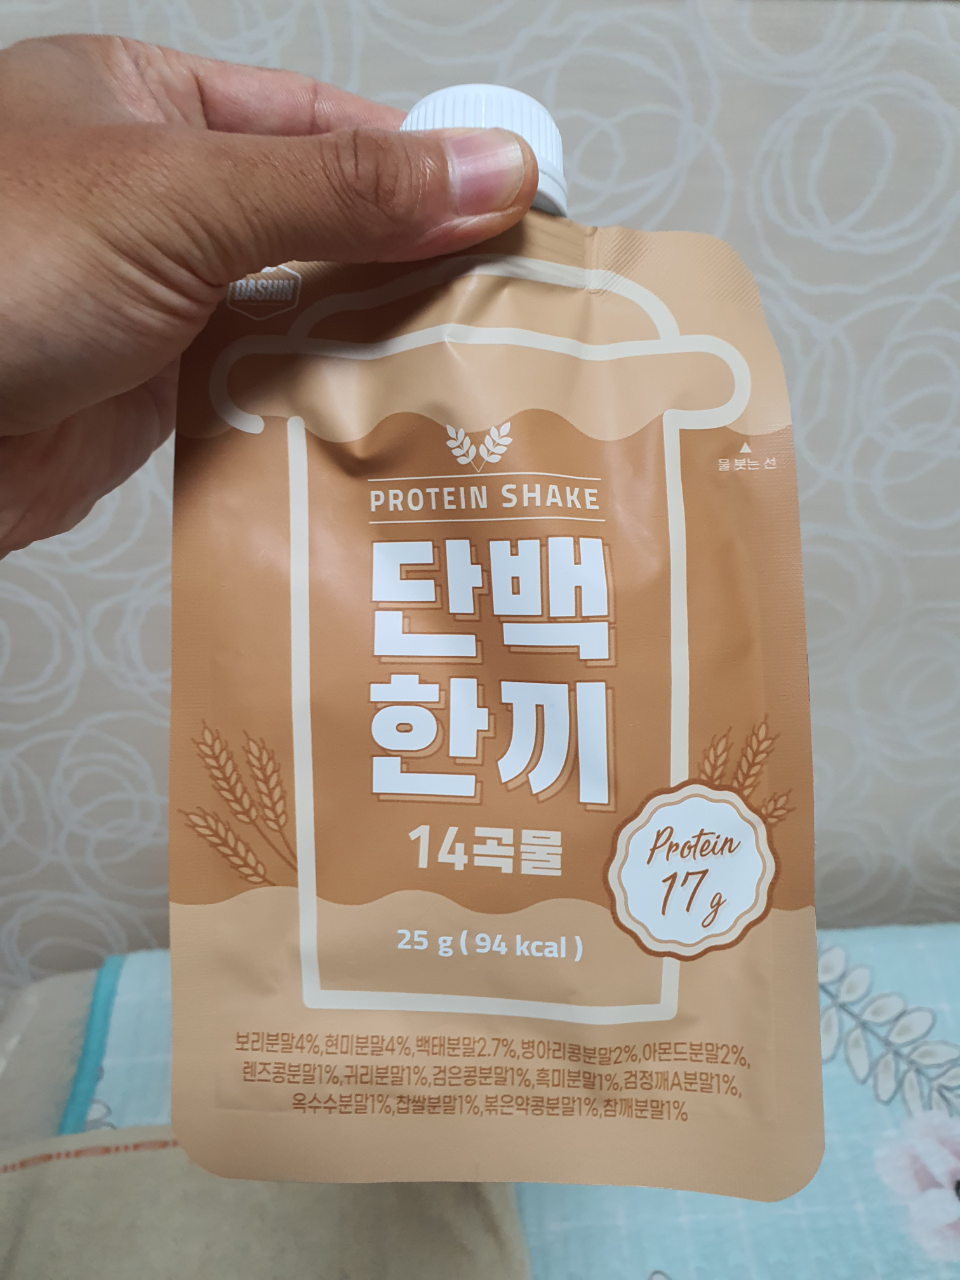 DASHIN
물 붓는 선
PROTEIN SHAKE
단백
한끼
14곡물
Protein
17 g
25 g ( 94 kcal )
보리분말4%,현미분말4%,백태분말2.7%,병아리콩분말2%,아몬드분말2%,
렌즈콩분말1%,귀리분말1%,검은콩분말1%,흑미분말1%,검정깨A분말1%,
옥수수분말1%,찹쌀분말1%,볶은약콩분말1%,참깨분말1%